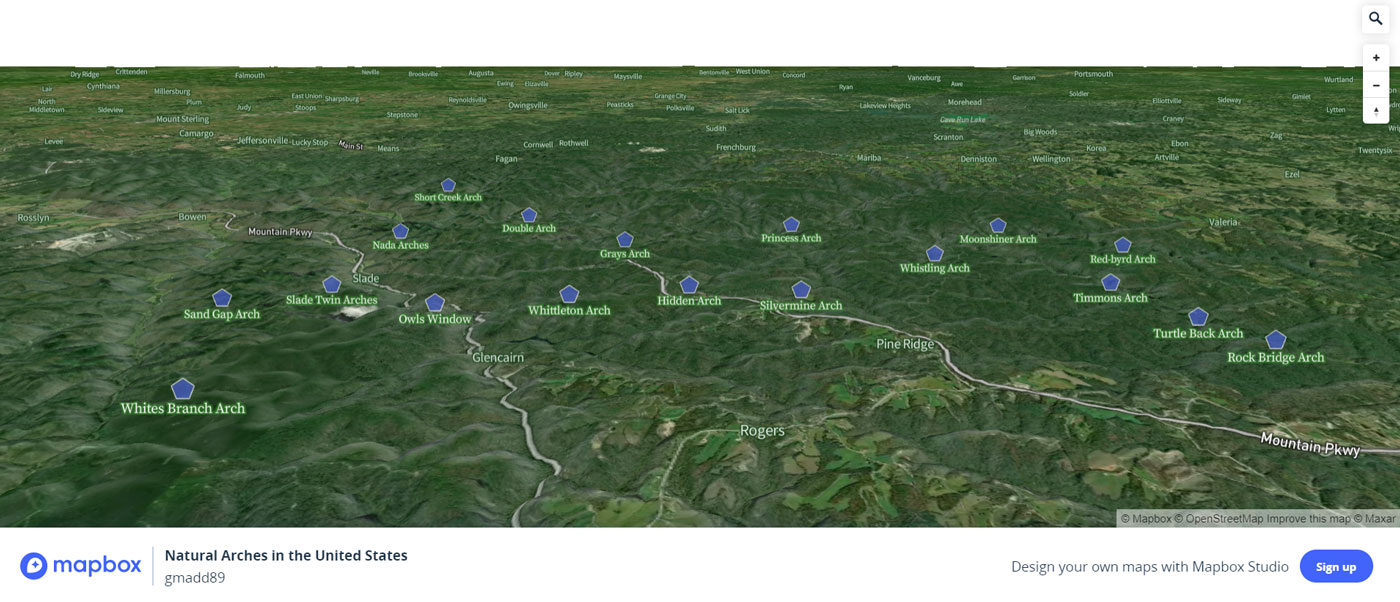 Dry Ridge
Crittenden
Falmouth
Neville
Brooksville
Augusta
Dover
Ripley
Maysville
Bentonville
West Union
Concord
Vanceburg
Garrison
Portsmouth
Wurtland
Lair
Cynthiana
Millersburg
Ewing
Elizaville
Ryan
Awe
Soldier
Gimlet
North
Middletown
Sideview
Plum
Judy
East Union
Stoops
Sharpsburg
Reynoldsville
Owingsville
Peasticks
Grange City
Polksville
Salt Lick
Lakeview Heights
Morehead
Elliottville
Sideway
Lytten
Mount Sterling
Stepstone
Cave Run Lake
Craney
Camargo
Sudith
Scranton
Big Woods
Zag
Levee
Jeffersonville
Lucky Stop
Main St
Means
Cornwell
Rothwell
Frenchburg
Korea
Ebon
Twentysix
Fagan
Mariba
Denniston
Wellington
Artville
Ezel
Short Creek Arch
Rosslyn
Bowen
Mountain Pkwy
Double Arch
Nada Arches
Grays Arch
Princess Arch
Moonshiner Arch
Valeria
Whistling Arch
Red-byrd Arch
Slade
Sand Gap Arch
Slade Twin Arches
Owls Window
Whittleton Arch
Hidden Arch
Silvermine Arch
Timmons Arch
Turtle Back Arch
Pine Ridge
Rock Bridge Arch
Glencairn
Whites Branch Arch
Rogers
Mountain Pkwy
© Mapbox © OpenStreetMap Improve this map © Maxar
mapbox
Natural Arches in the United States
gmadd89
Design your own maps with Mapbox Studio
Sign up